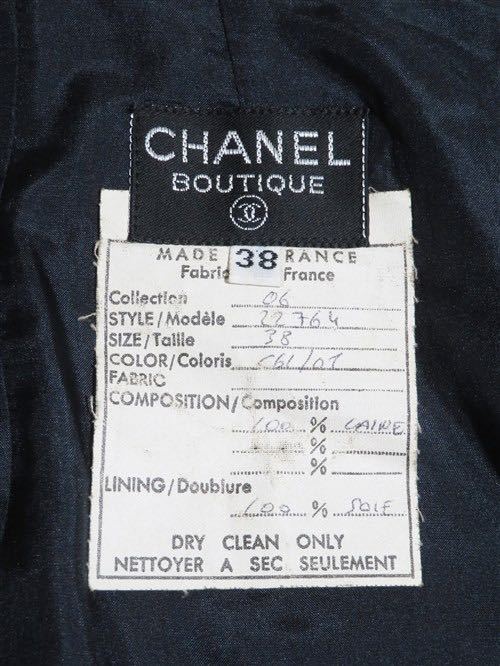 CHANEL
BOUTIQUE
MADE 38 RANCE
Fabric France
Collection 06
STYLE/Modèle 22764
SIZE/Taille 38
COLOR/Coloris
FABRIC
COMPOSITION/Composition
100 % LAINE
%
%
LINING/Doublure
100 % SOIE
DRY CLEAN ONLY
NETTOYER A SEC SEULEMENT